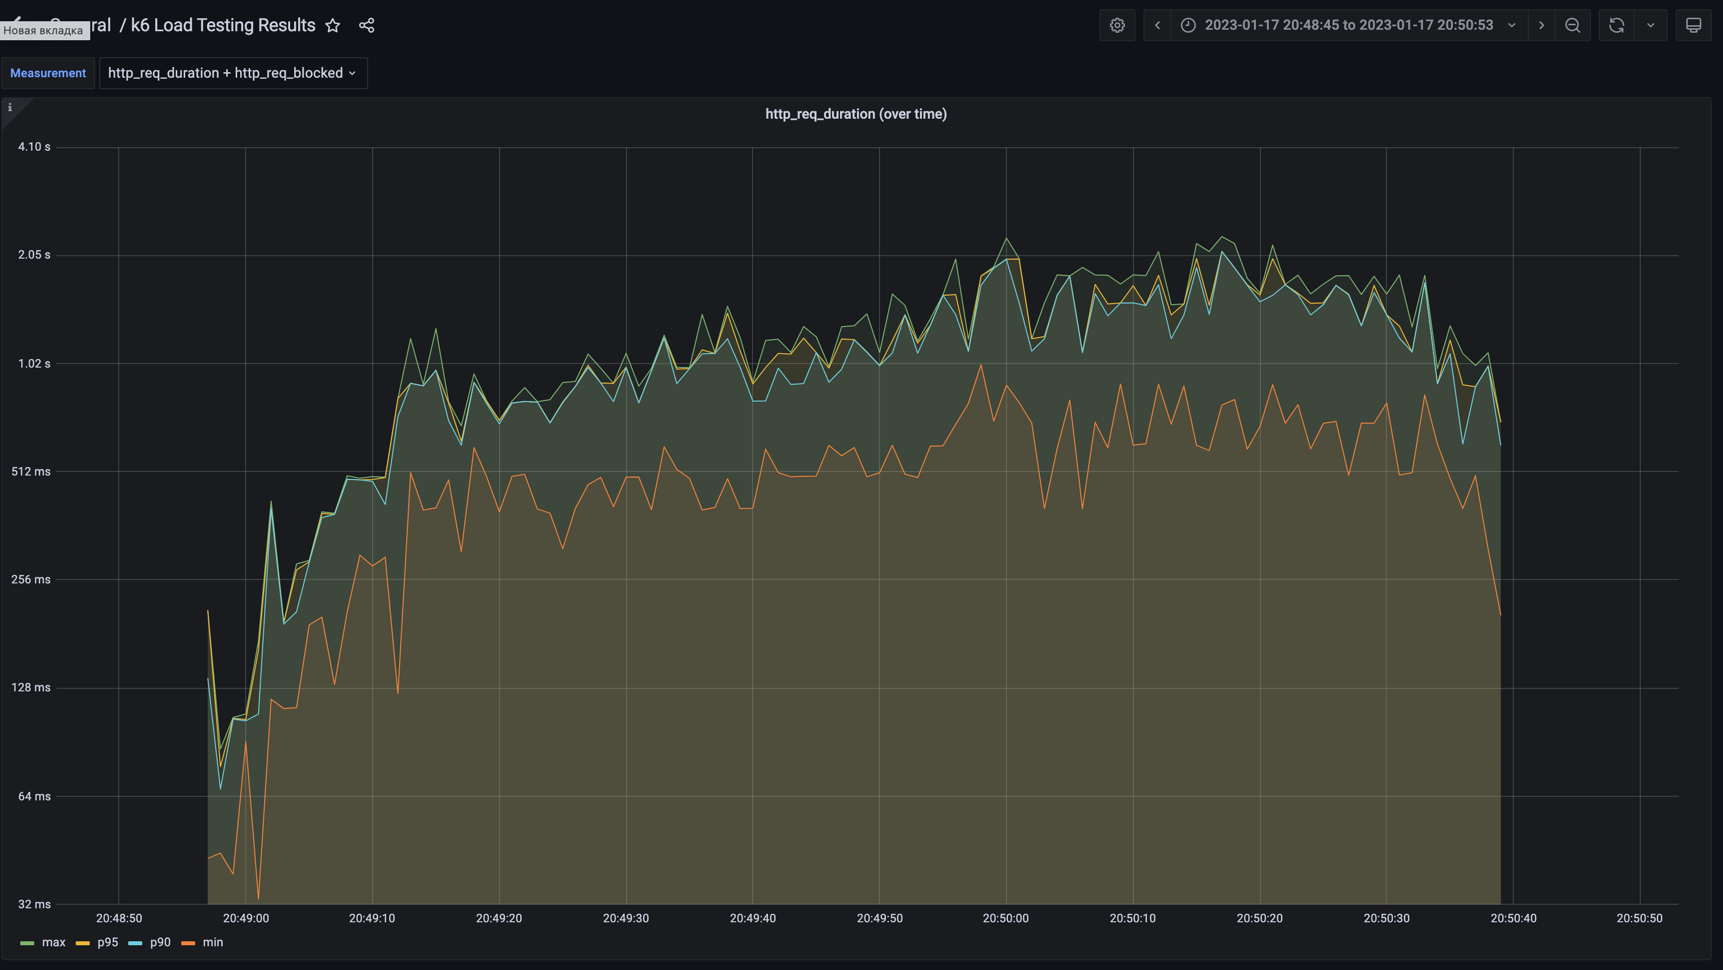 Новая вкладка
ral / k6 Load Testing Results
2023-01-17 20:48:45 to 2023-01-17 20:50:53
Measurement
http_req_duration + http_req_blocked
i
http_req_duration (over time)
4.10 s
2.05 s
1.02 s
512 ms
256 ms
128 ms
64 ms
32 ms
20:48:50 20:49:00 20:49:10 20:49:20 20:49:30 20:49:40 20:49:50 20:50:00 20:50:10 20:50:20 20:50:30 20:50:40 20:50:50
max p95 p90 min